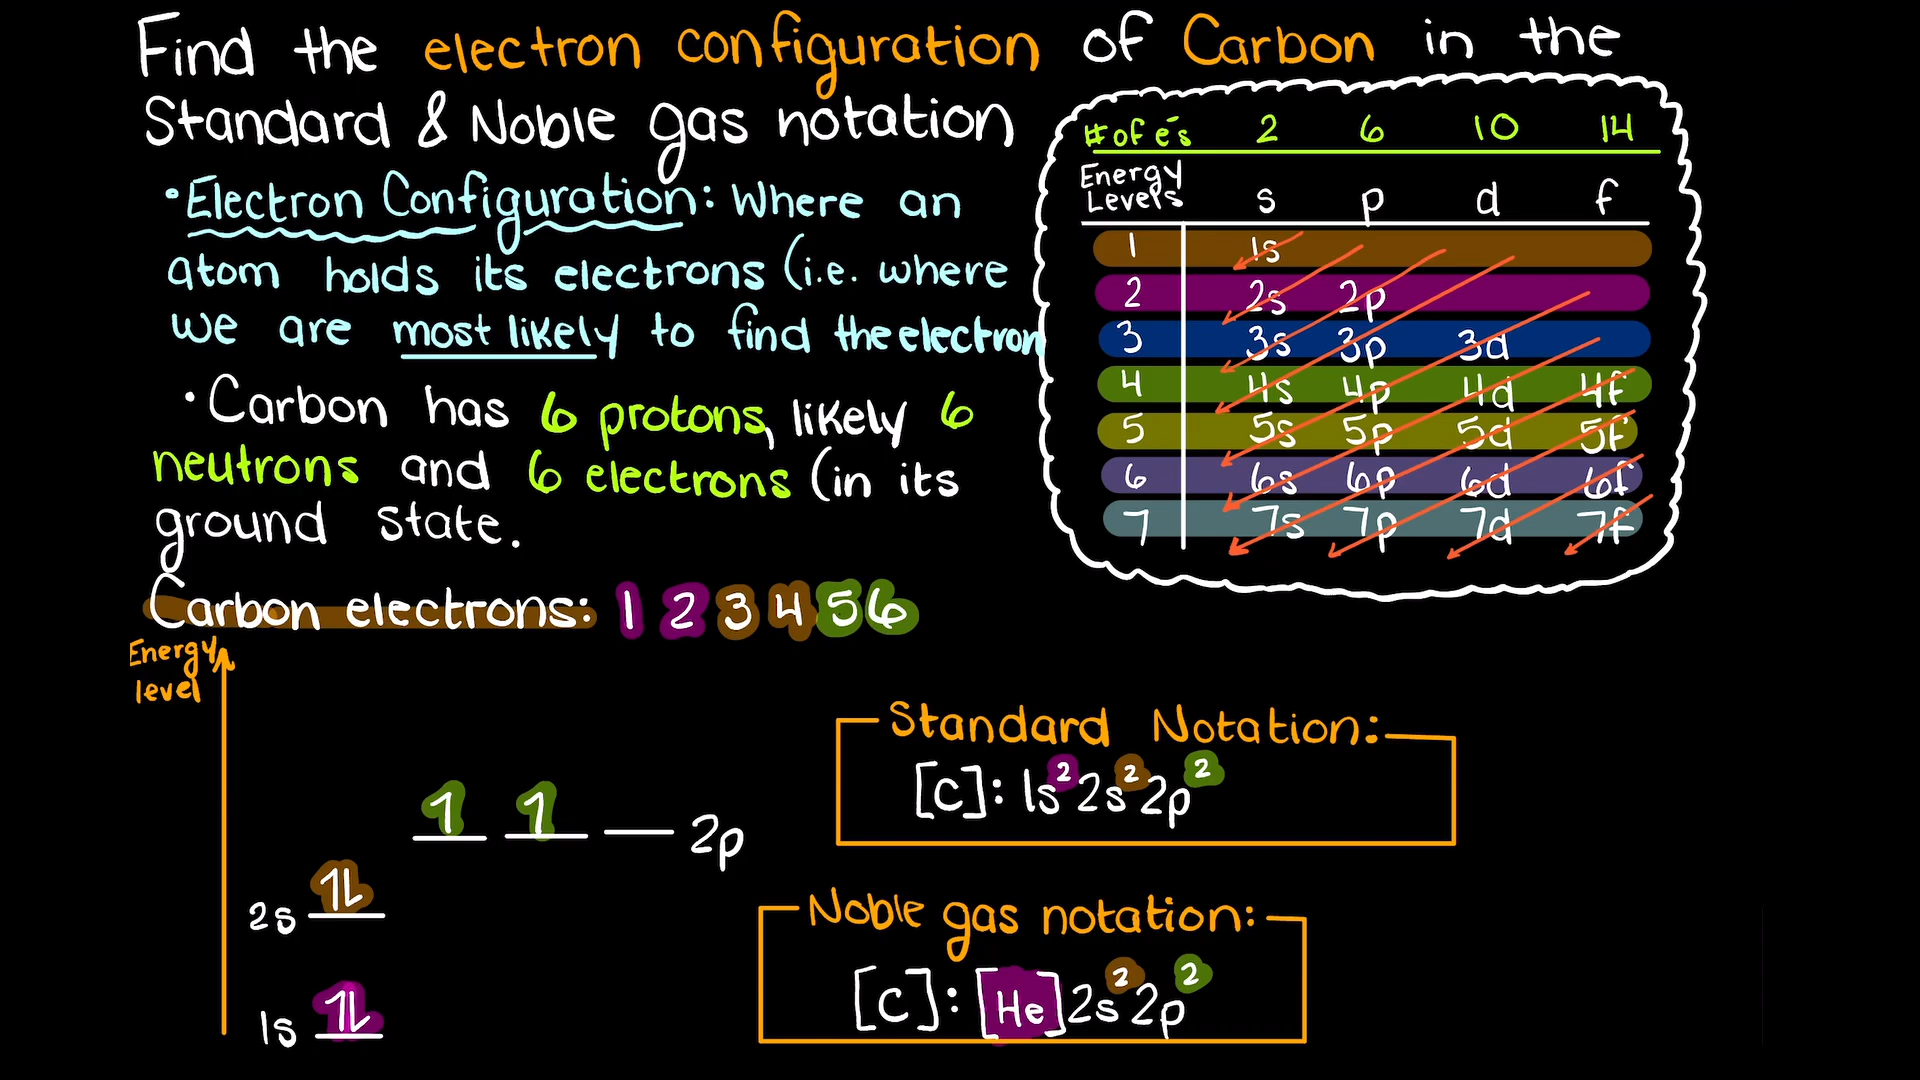 Find the electron configuration of Carbon in the
Standard & Noble gas notation
• Electron Configuration: Where an
atom holds its electrons (i.e. where
we are most likely to find the electron
• Carbon has 6 protons, likely 6
neutrons and 6 electrons (in its
ground state.
# of e⁻s 2 6 10 14
Energy
Levels s p d f
1 1s
2 2s 2p
3 3s 3p 3d
4 4s 4p 4d 4f
5 5s 5p 5d 5f
6 6s 6p 6d 6f
7 7s 7p 7d 7f
Carbon electrons: 1 2 3 4 5 6
Energy
level
1 1 2p
2s 1L
1s 1L
Standard Notation:
[C]: 1s² 2s² 2p²
Noble gas notation:
[C]: [He] 2s² 2p²